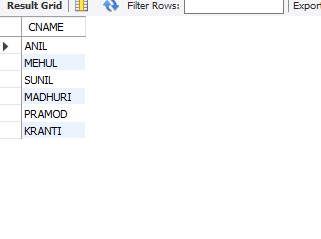 Result Grid Filter Rows: Export
CNAME
ANIL
MEHUL
SUNIL
MADHURI
PRAMOD
KRANTI